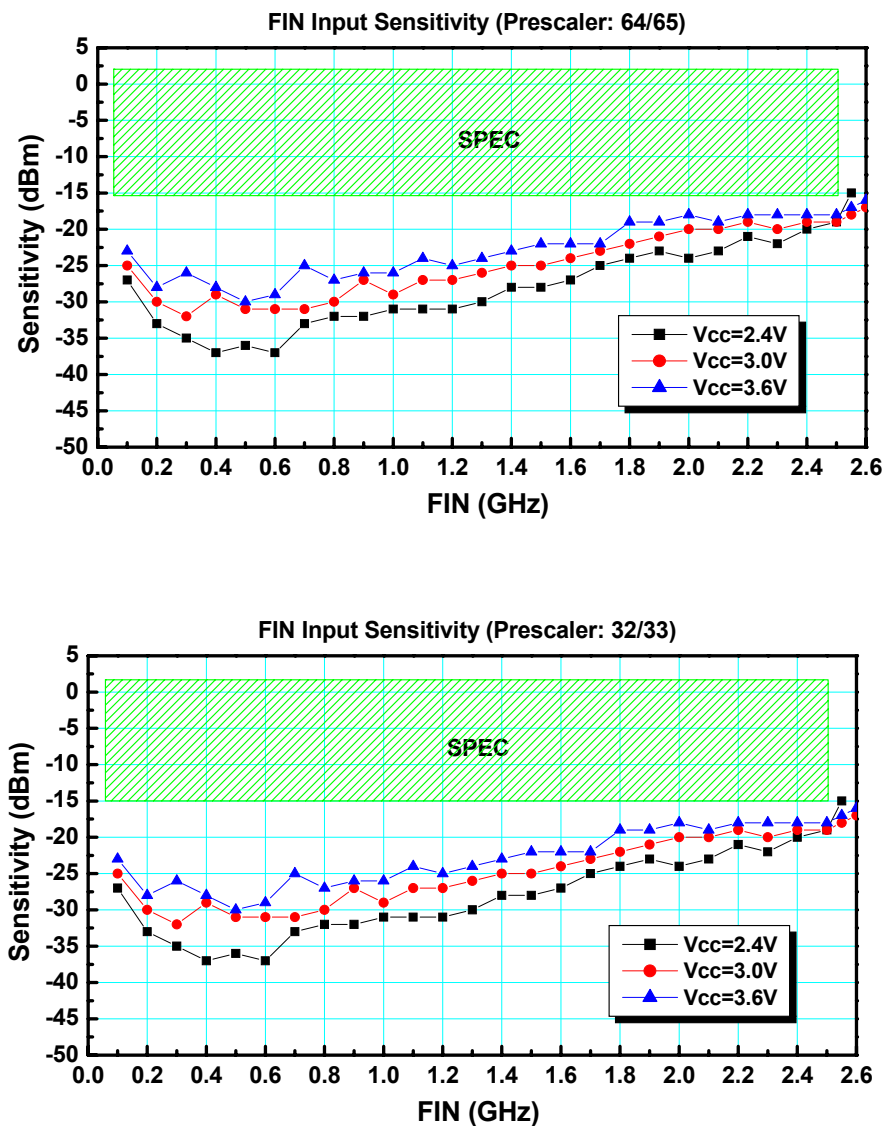 FIN Input Sensitivity (Prescaler: 64/65)
5
0
-5
-10
-15
-20
-25
-30
-35
-40
-45
-50
Sensitivity (dBm)
SPEC
Vcc=2.4V
Vcc=3.0V
Vcc=3.6V
0.0 0.2 0.4 0.6 0.8 1.0 1.2 1.4 1.6 1.8 2.0 2.2 2.4 2.6
FIN (GHz)
FIN Input Sensitivity (Prescaler: 32/33)
5
0
-5
-10
-15
-20
-25
-30
-35
-40
-45
-50
Sensitivity (dBm)
SPEC
Vcc=2.4V
Vcc=3.0V
Vcc=3.6V
0.0 0.2 0.4 0.6 0.8 1.0 1.2 1.4 1.6 1.8 2.0 2.2 2.4 2.6
FIN (GHz)